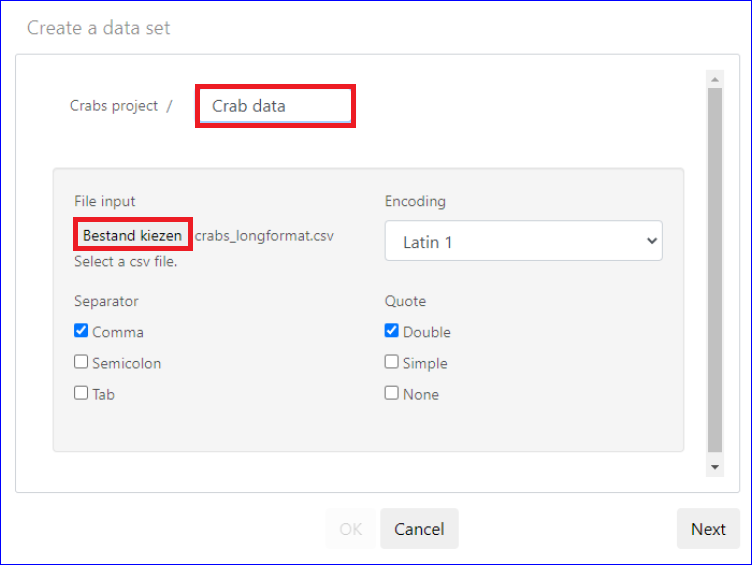 Create a data set
Crabs project / Crab data
File input
Encoding
Bestand kiezen crabs_longformat.csv
Latin 1
Select a csv file.
Separator
Quote
Comma
Double
Semicolon
Simple
Tab
None
OK Cancel Next